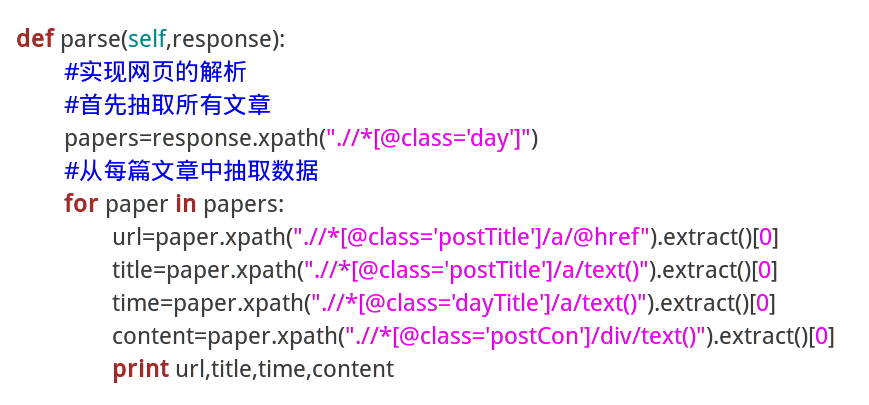 def parse(self,response):
#实现网页的解析
#首先抽取所有文章
papers=response.xpath(".//*[@class='day']")
#从每篇文章中抽取数据
for paper in papers:
url=paper.xpath(".//*[@class='postTitle']/a/@href").extract()[0]
title=paper.xpath(".//*[@class='postTitle']/a/text()").extract()[0]
time=paper.xpath(".//*[@class='dayTitle']/a/text()").extract()[0]
content=paper.xpath(".//*[@class='postCon']/div/text()").extract()[0]
print url,title,time,content